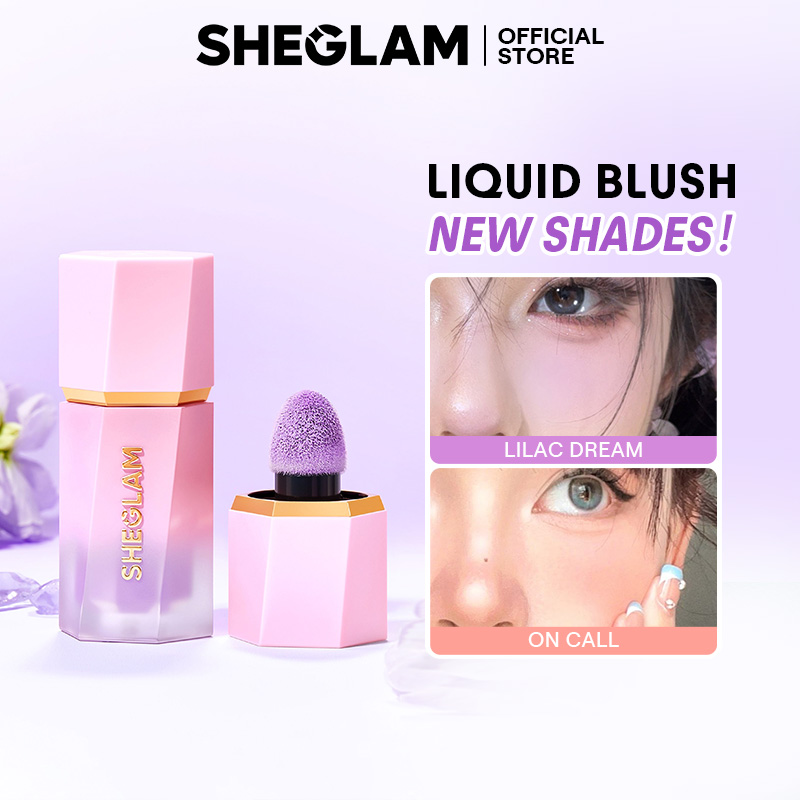 SHEGLAM
OFFICIAL
STORE
LIQUID BLUSH
NEW SHADES!
LILAC DREAM
ON CALL
SHEGLAM